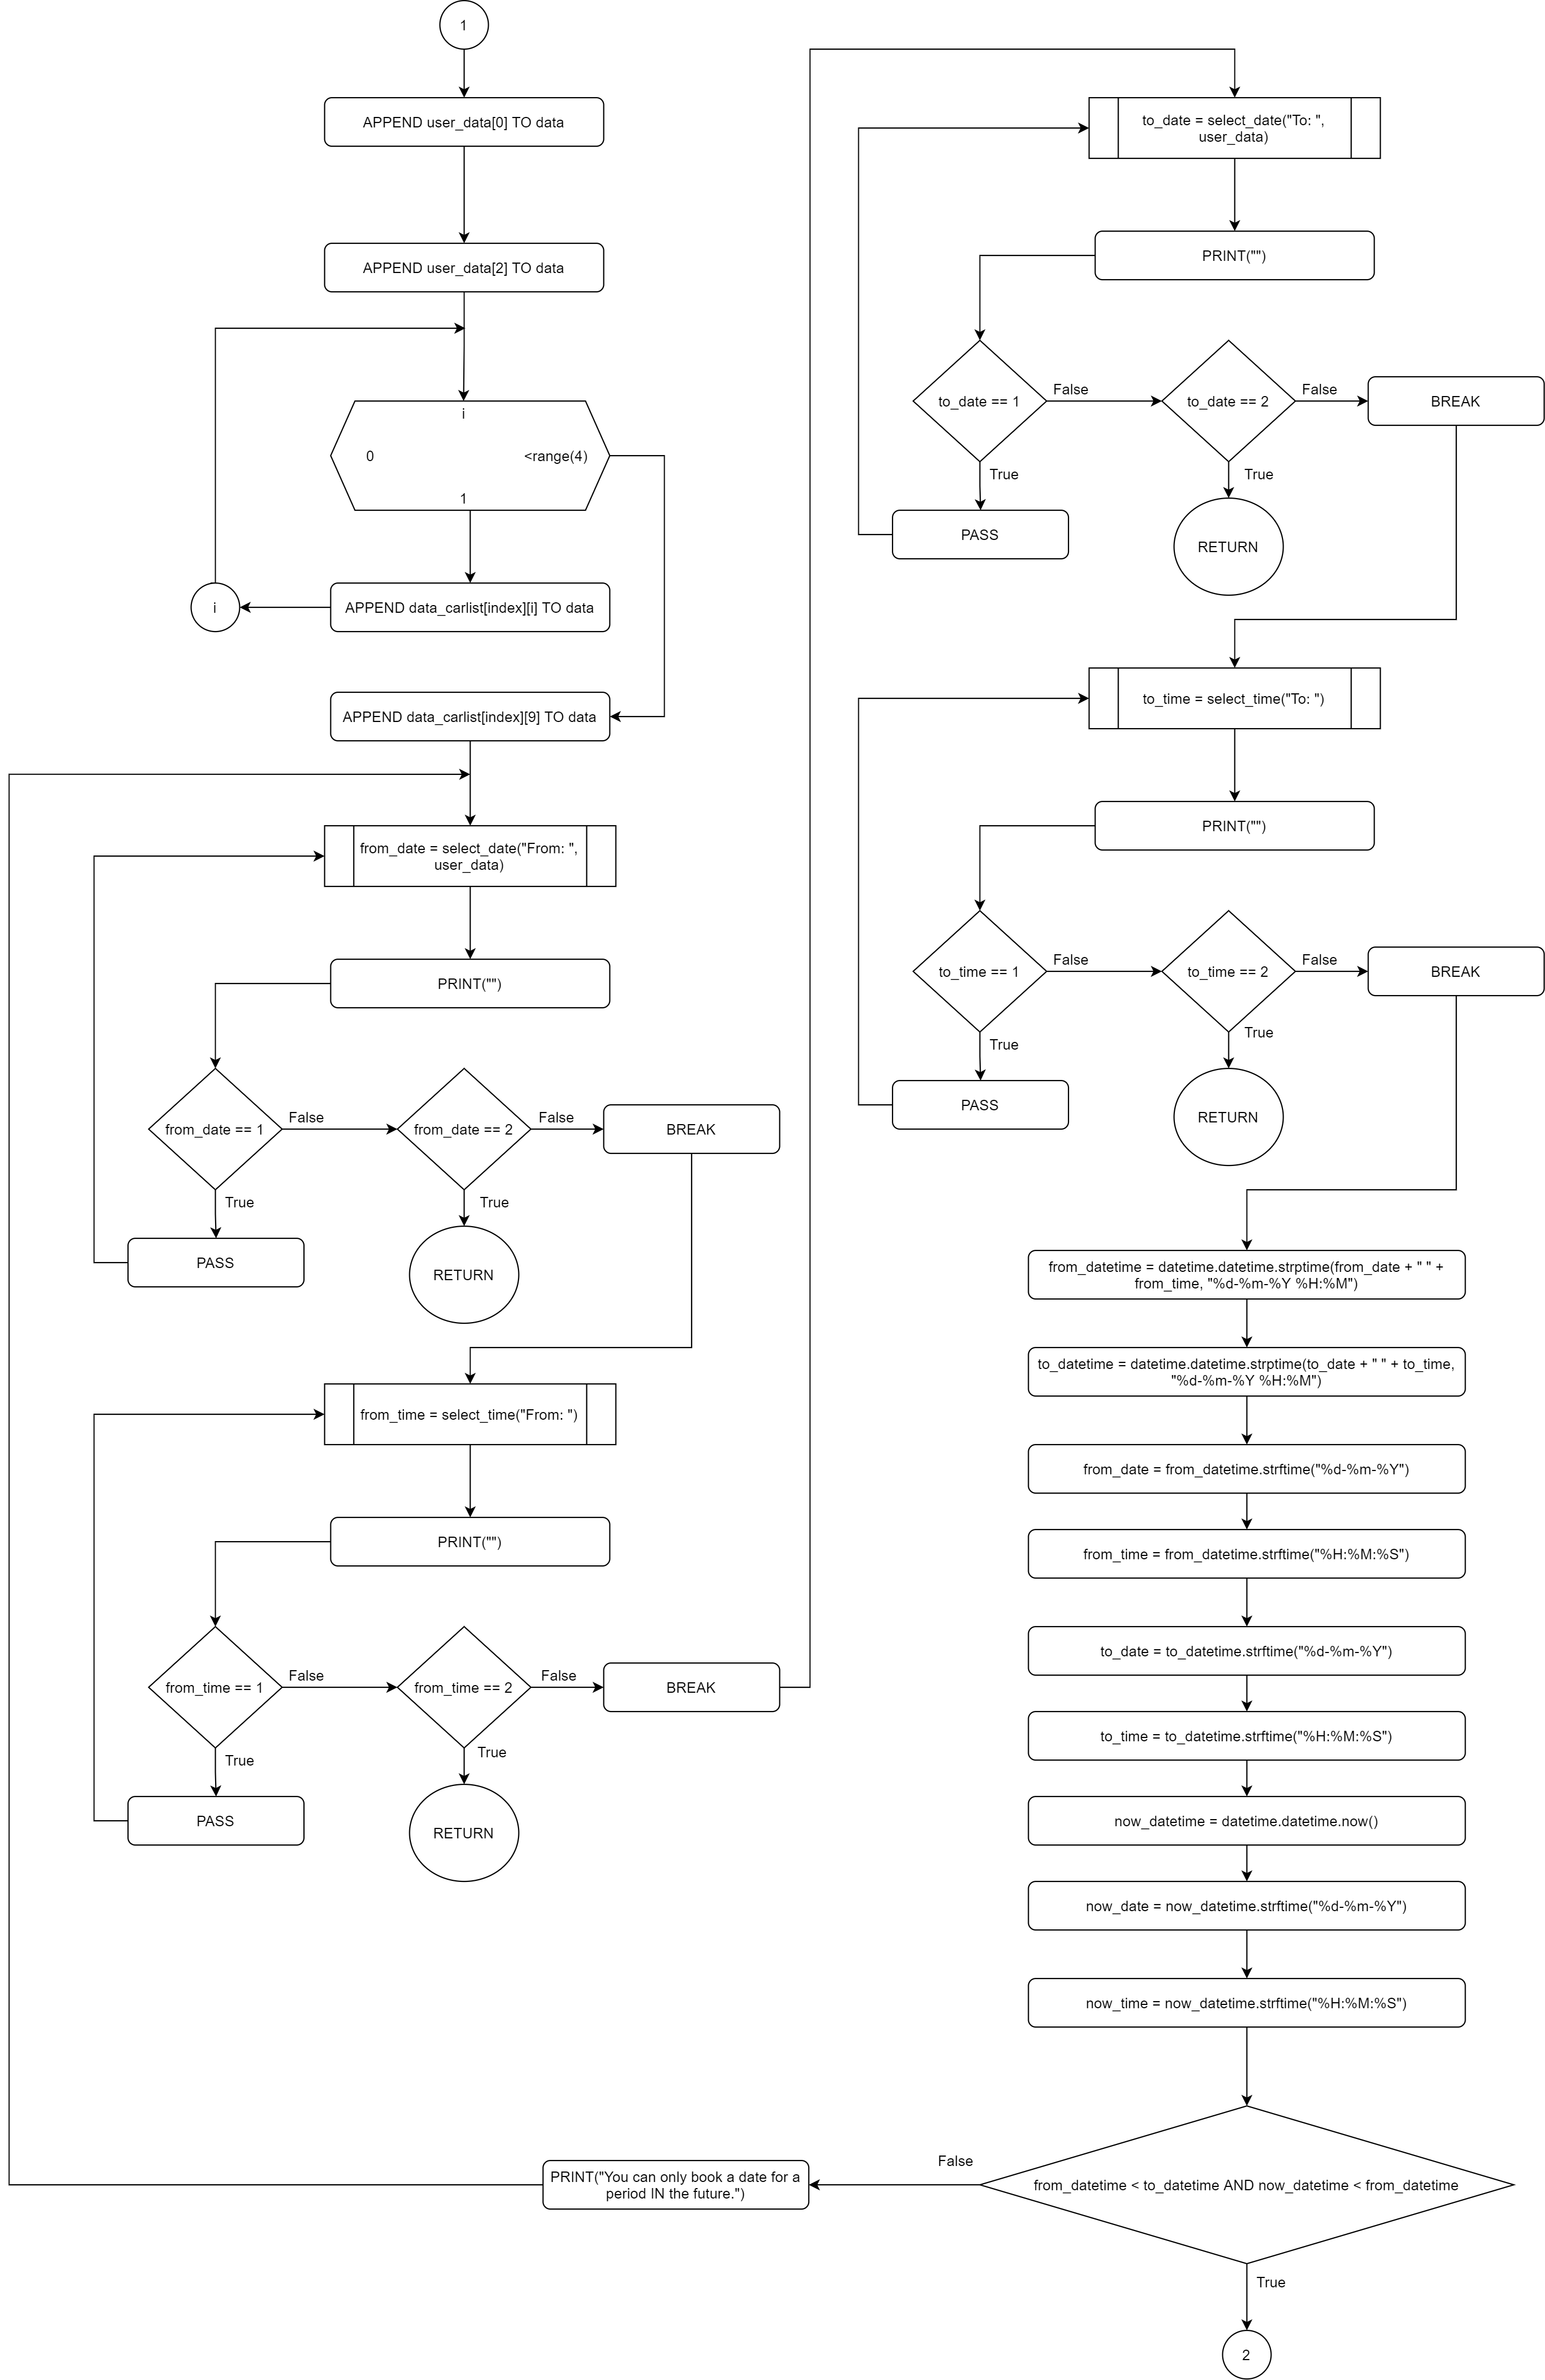 1
APPEND user_data[0] TO data
APPEND user_data[2] TO data
i
0
<range(4)
1
APPEND data_carlist[index][i] TO data
i
APPEND data_carlist[index][9] TO data
from_date = select_date("From: ",
user_data)
PRINT("")
from_date == 1
False
from_date == 2
False
BREAK
True
True
PASS
RETURN
from_time = select_time("From: ")
PRINT("")
from_time == 1
False
from_time == 2
False
BREAK
True
True
PASS
RETURN
to_date = select_date("To: ",
user_data)
PRINT("")
to_date == 1
False
to_date == 2
False
BREAK
True
True
PASS
RETURN
to_time = select_time("To: ")
PRINT("")
to_time == 1
False
to_time == 2
False
BREAK
True
True
PASS
RETURN
from_datetime = datetime.datetime.strptime(from_date + " " +
from_time, "%d-%m-%Y %H:%M")
to_datetime = datetime.datetime.strptime(to_date + " " + to_time,
"%d-%m-%Y %H:%M")
from_date = from_datetime.strftime("%d-%m-%Y")
from_time = from_datetime.strftime("%H:%M:%S")
to_date = to_datetime.strftime("%d-%m-%Y")
to_time = to_datetime.strftime("%H:%M:%S")
now_datetime = datetime.datetime.now()
now_date = now_datetime.strftime("%d-%m-%Y")
now_time = now_datetime.strftime("%H:%M:%S")
from_datetime < to_datetime AND now_datetime < from_datetime
False
PRINT("You can only book a date for a
period IN the future.")
True
2